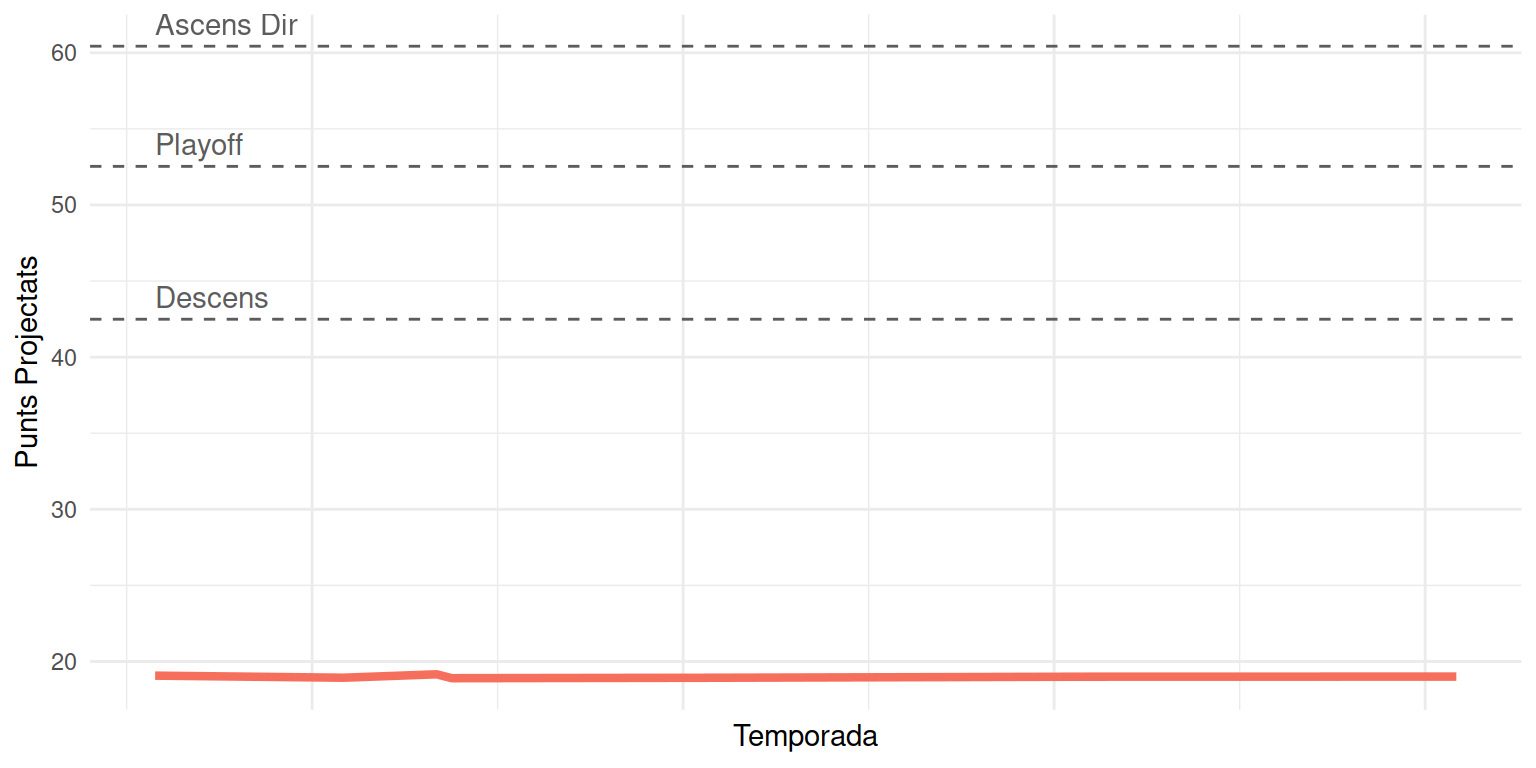 Ascens Dir
60
Playoff
50
Descens
40
30
20
Punts Projectats
Temporada